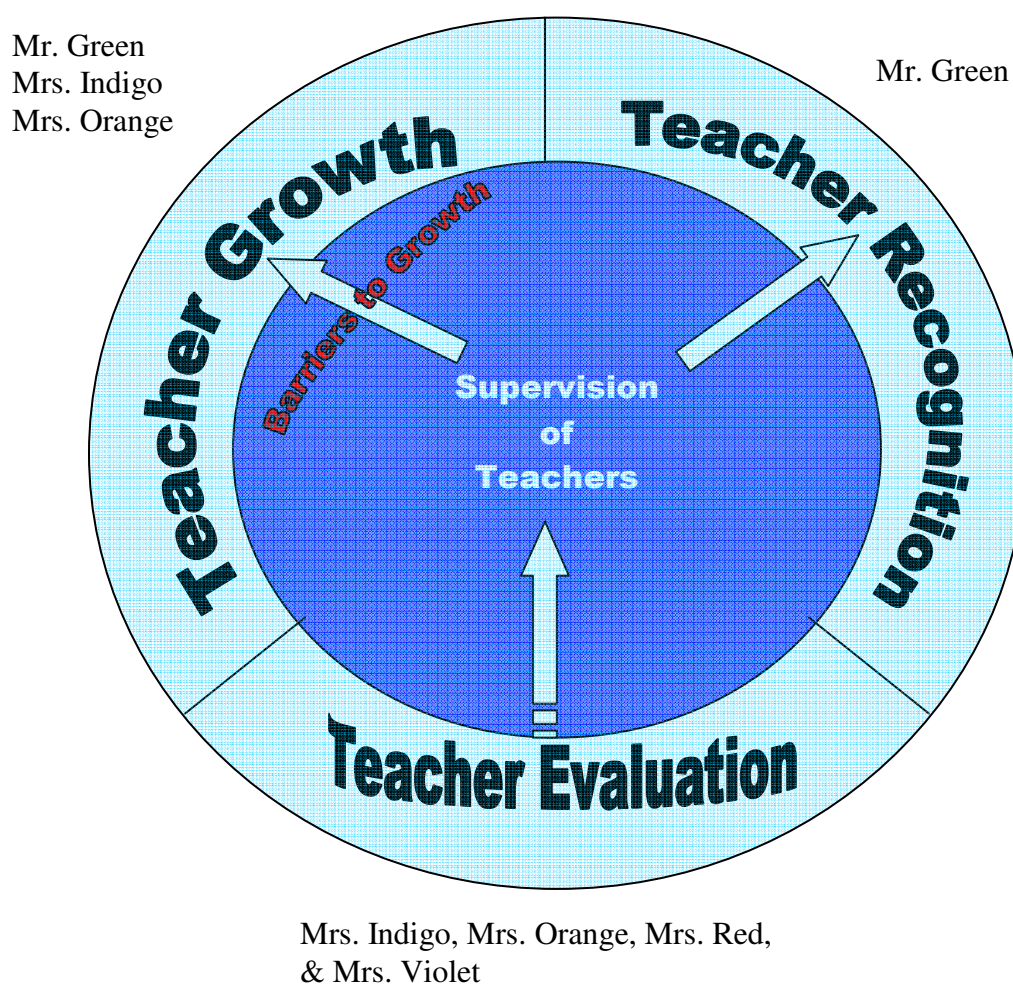 Mr. Green
Mrs. Indigo
Mrs. Orange
Mr. Green
Teacher Growth
Teacher Recognition
Barriers to Growth
Supervision
of
Teachers
Teacher Evaluation
Mrs. Indigo, Mrs. Orange, Mrs. Red,
& Mrs. Violet